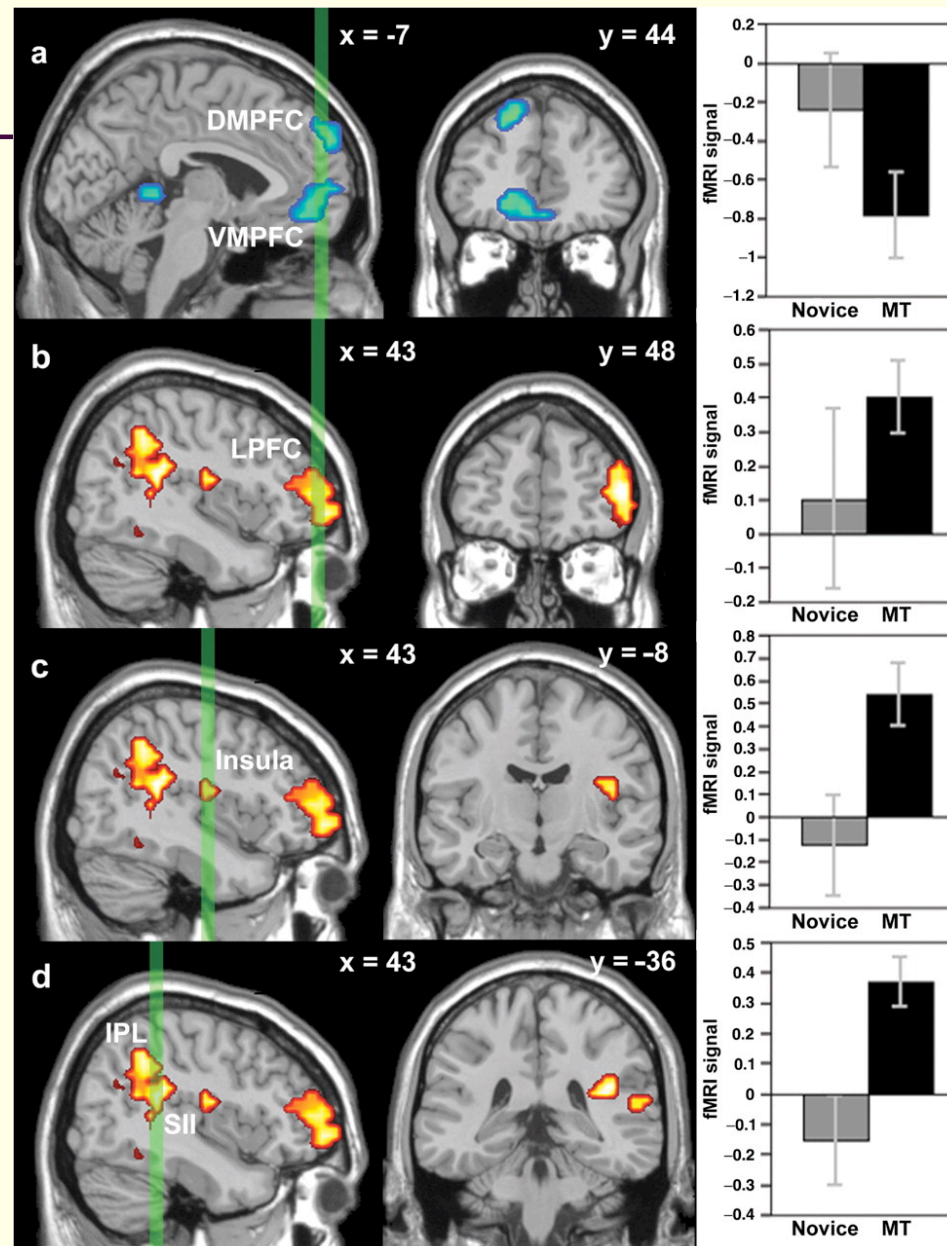 a
x = -7
y = 44
DMPFC
VMPFC
fMRI signal
0.2
0
−0.2
−0.4
−0.6
−0.8
−1
−1.2
Novice MT
b
x = 43
y = 48
LPFC
fMRI signal
0.6
0.5
0.4
0.3
0.2
0.1
0
−0.1
−0.2
Novice MT
c
x = 43
y = -8
Insula
fMRI signal
0.8
0.7
0.6
0.5
0.4
0.3
0.2
0.1
0
−0.1
−0.2
−0.3
−0.4
Novice MT
d
x = 43
y = -36
IPL
SII
fMRI signal
0.5
0.4
0.3
0.2
0.1
0
−0.1
−0.2
−0.3
−0.4
Novice MT